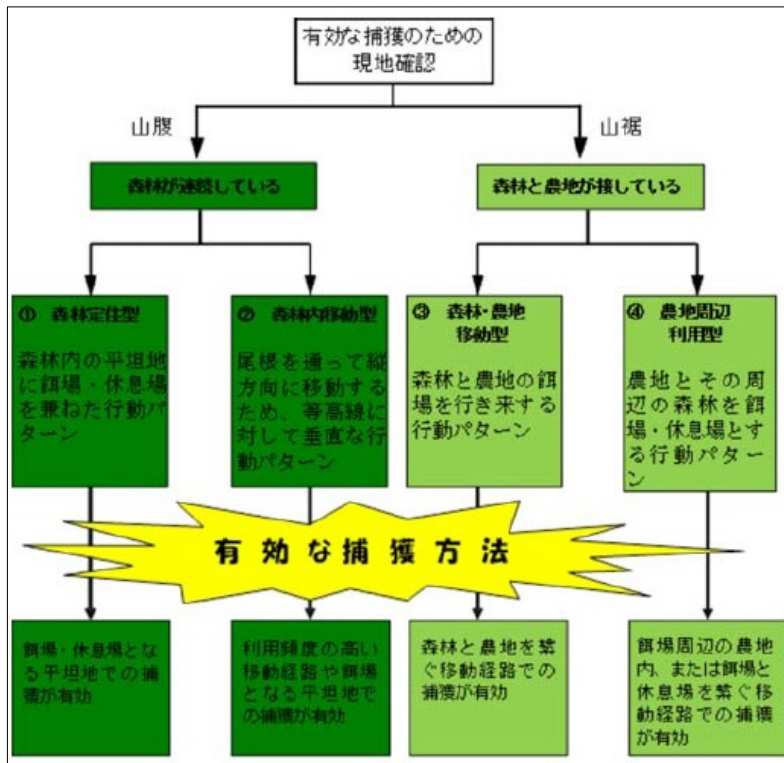 有効な捕獲のための
現地確認
山腹
山裾
森林が連続している
森林と農地が接している
① 森林定住型
森林内の平坦地
に餌場・休息場
を兼ねた行動パ
ターン
② 森林内移動型
尾根を通って縦
方向に移動する
ため、等高線に
対して垂直な行
動パターン
③ 森林・農地
移動型
森林と農地の餌
場を行き来する
行動パターン
④ 農地周辺
利用型
農地とその周
辺の森林を餌
場・休息場とす
る行動パター
ン
有効な捕獲方法
餌場・休息場とな
る平坦地での捕
獲が有効
利用頻度の高い
移動経路や餌場
となる平坦地で
の捕獲が有効
森林と農地を繋
ぐ移動経路での
捕獲が有効
餌場周辺の農地
内、または餌場と
休息場を繋ぐ移
動経路での捕獲
が有効